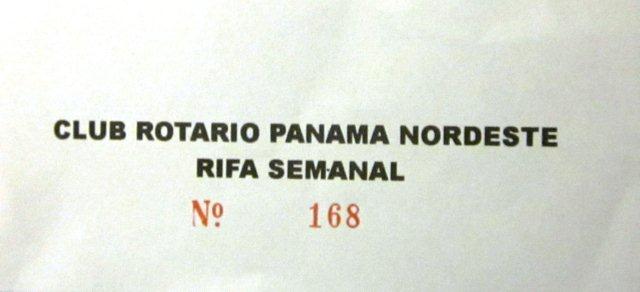 CLUB ROTARIO PANAMA NORDESTE
RIFA SEMANAL
Nº 168